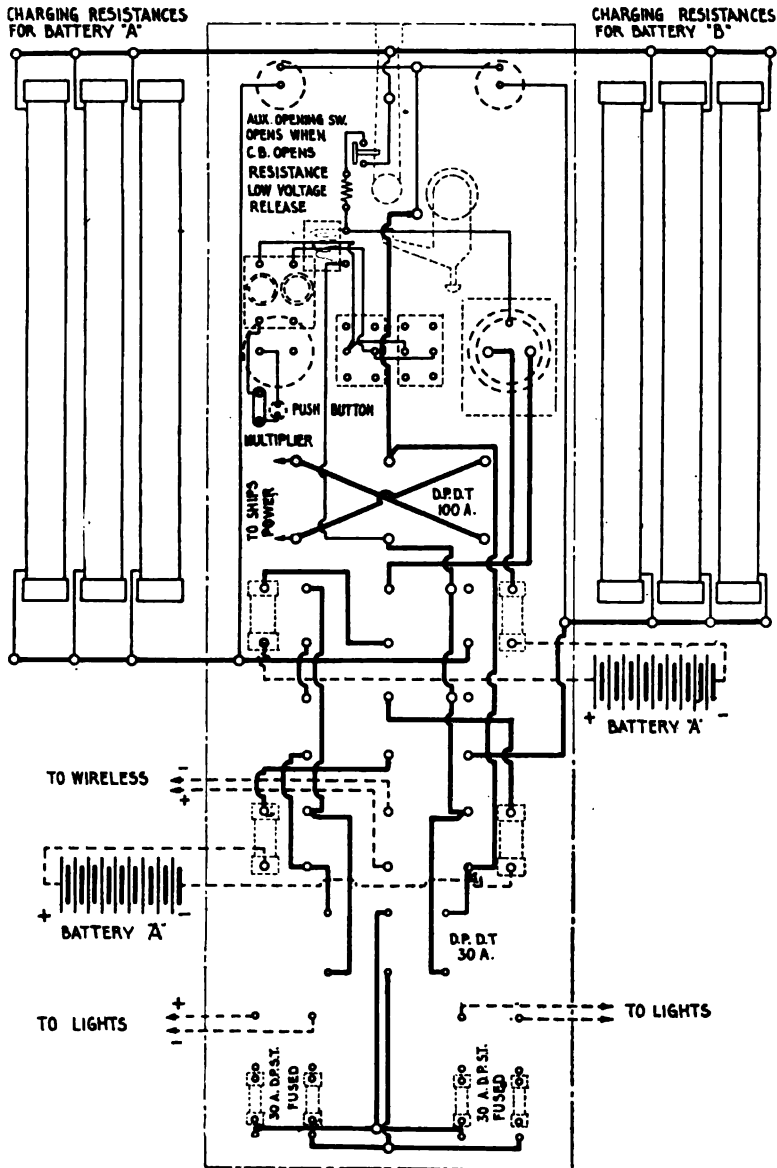 CHARGING RESISTANCES
FOR BATTERY "A"
CHARGING RESISTANCES
FOR BATTERY "B"
AUX. OPENING SW.
OPENS WHEN
C.B. OPENS
RESISTANCE
LOW VOLTAGE
RELEASE
PUSH BUTTON
MULTIPLIER
TO SHIPS
POWER
D.P.D.T
100 A.
+ -
BATTERY "A"
TO WIRELESS
-
+
+ -
BATTERY "A"
D.P.D.T
30 A.
TO LIGHTS
+
-
TO LIGHTS
30 A. D.P.S.T.
FUSED
30 A. D.P.S.T.
FUSED